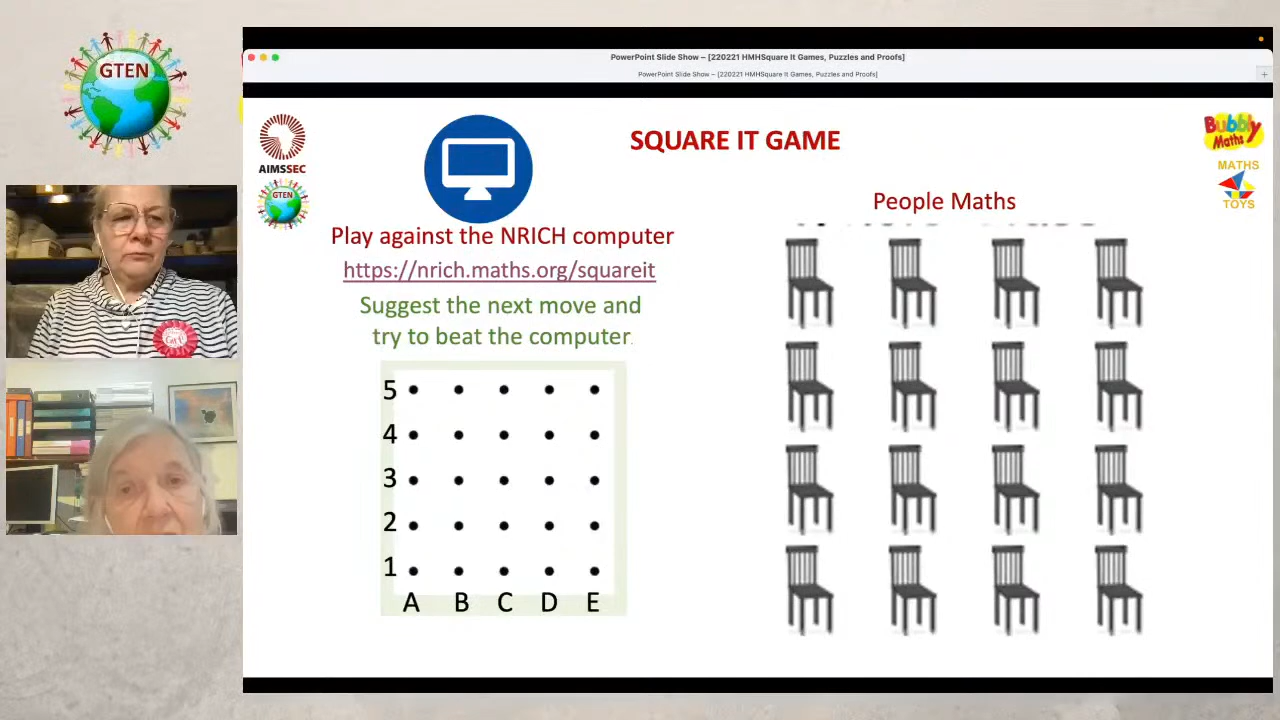 GTEN
PowerPoint Slide Show – [220221 HMHSquare It Games, Puzzles and Proofs]
PowerPoint Slide Show – [220221 HMHSquare It Games, Puzzles and Proofs]
AIMSSEC
GTEN
SQUARE IT GAME
Bubbly
Maths
MATHS
TOYS
Play against the NRICH computer
https://nrich.maths.org/squareit
Suggest the next move and
try to beat the computer.
People Maths
5
4
3
2
1
A B C D E